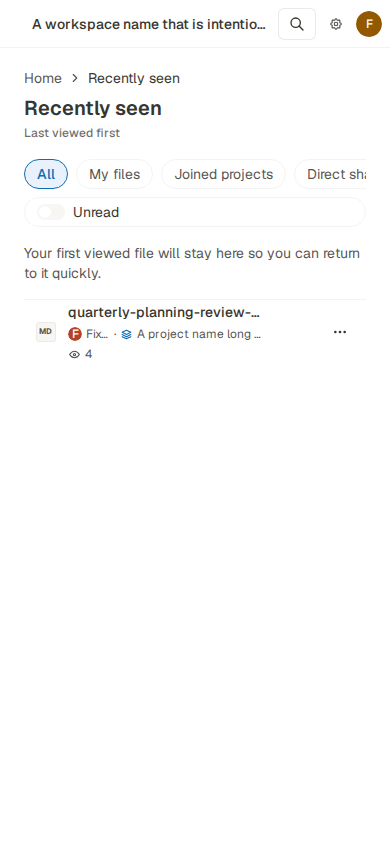 A workspace name that is intentio...
F
Home > Recently seen
Recently seen
Last viewed first
All My files Joined projects Direct sha
Unread
Your first viewed file will stay here so you can return
to it quickly.
MD quarterly-planning-review-...
F Fix... · A project name long ...
4